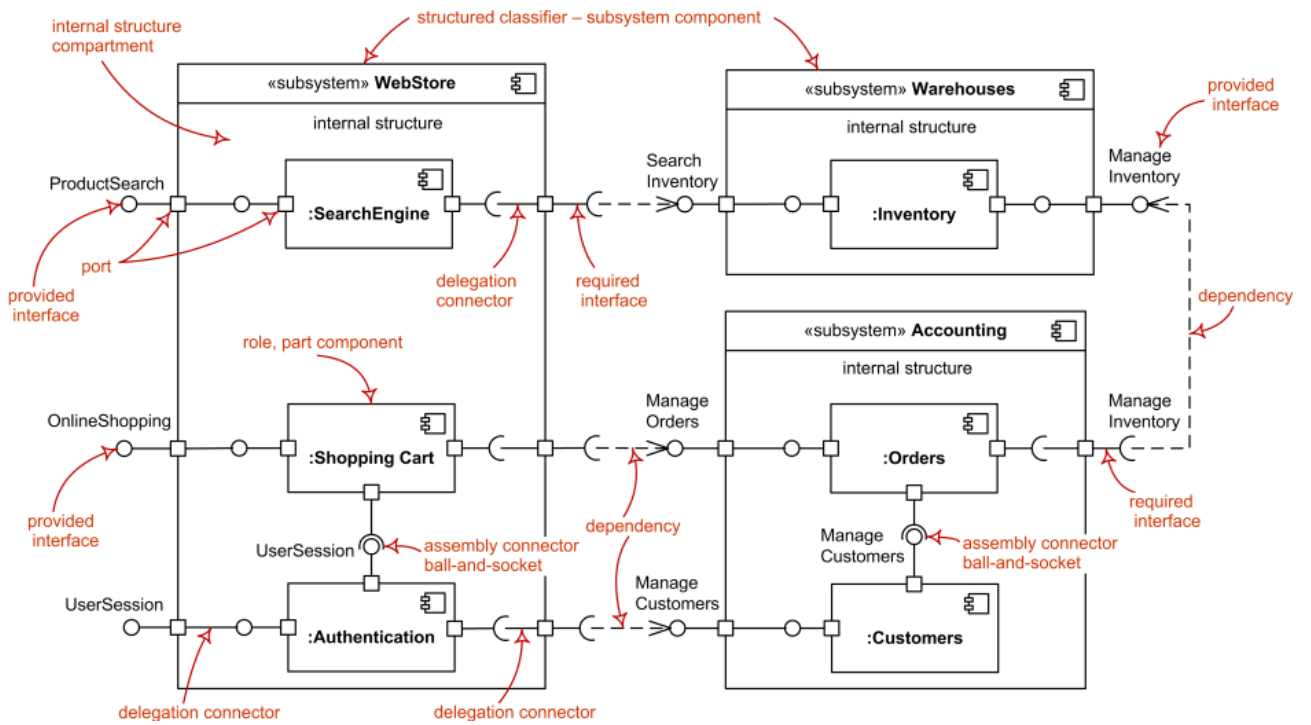 structured classifier – subsystem component
internal structure
compartment
«subsystem» WebStore
internal structure
«subsystem» Warehouses
internal structure
provided
interface
ProductSearch
:SearchEngine
Search
Inventory
:Inventory
Manage
Inventory
port
provided
interface
delegation
connector
required
interface
dependency
role, part component
«subsystem» Accounting
internal structure
OnlineShopping
:Shopping Cart
Manage
Orders
:Orders
Manage
Inventory
provided
interface
dependency
required
interface
UserSession
assembly connector
ball-and-socket
Manage
Customers
assembly connector
ball-and-socket
UserSession
:Authentication
Manage
Customers
:Customers
delegation connector
delegation connector